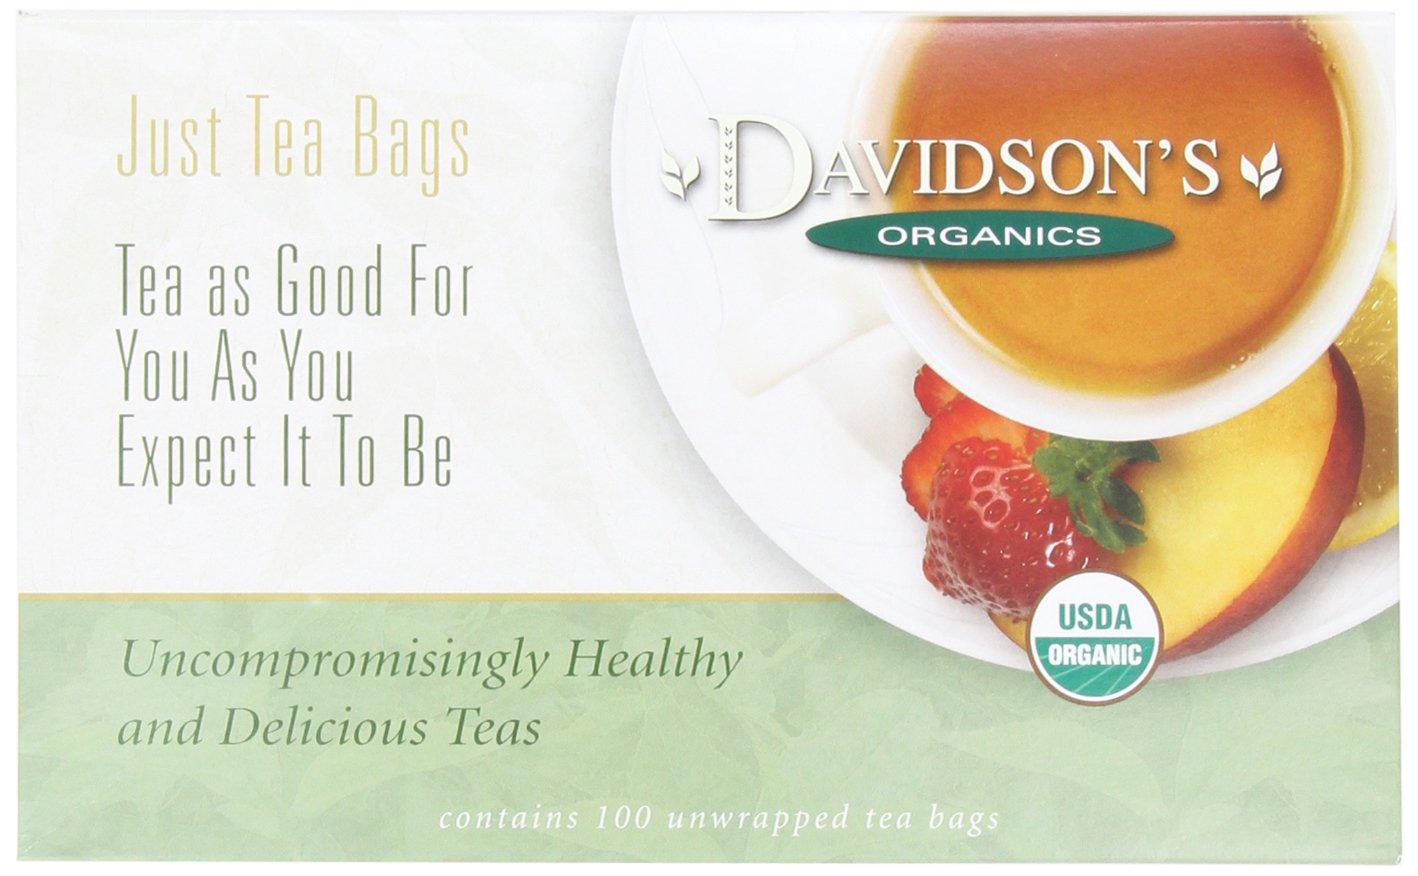 Just Tea Bags
Tea as Good For
You As You
Expect It To Be
DAVIDSON'S
ORGANICS
USDA
ORGANIC
Uncompromisingly Healthy
and Delicious Teas
contains 100 unwrapped tea bags